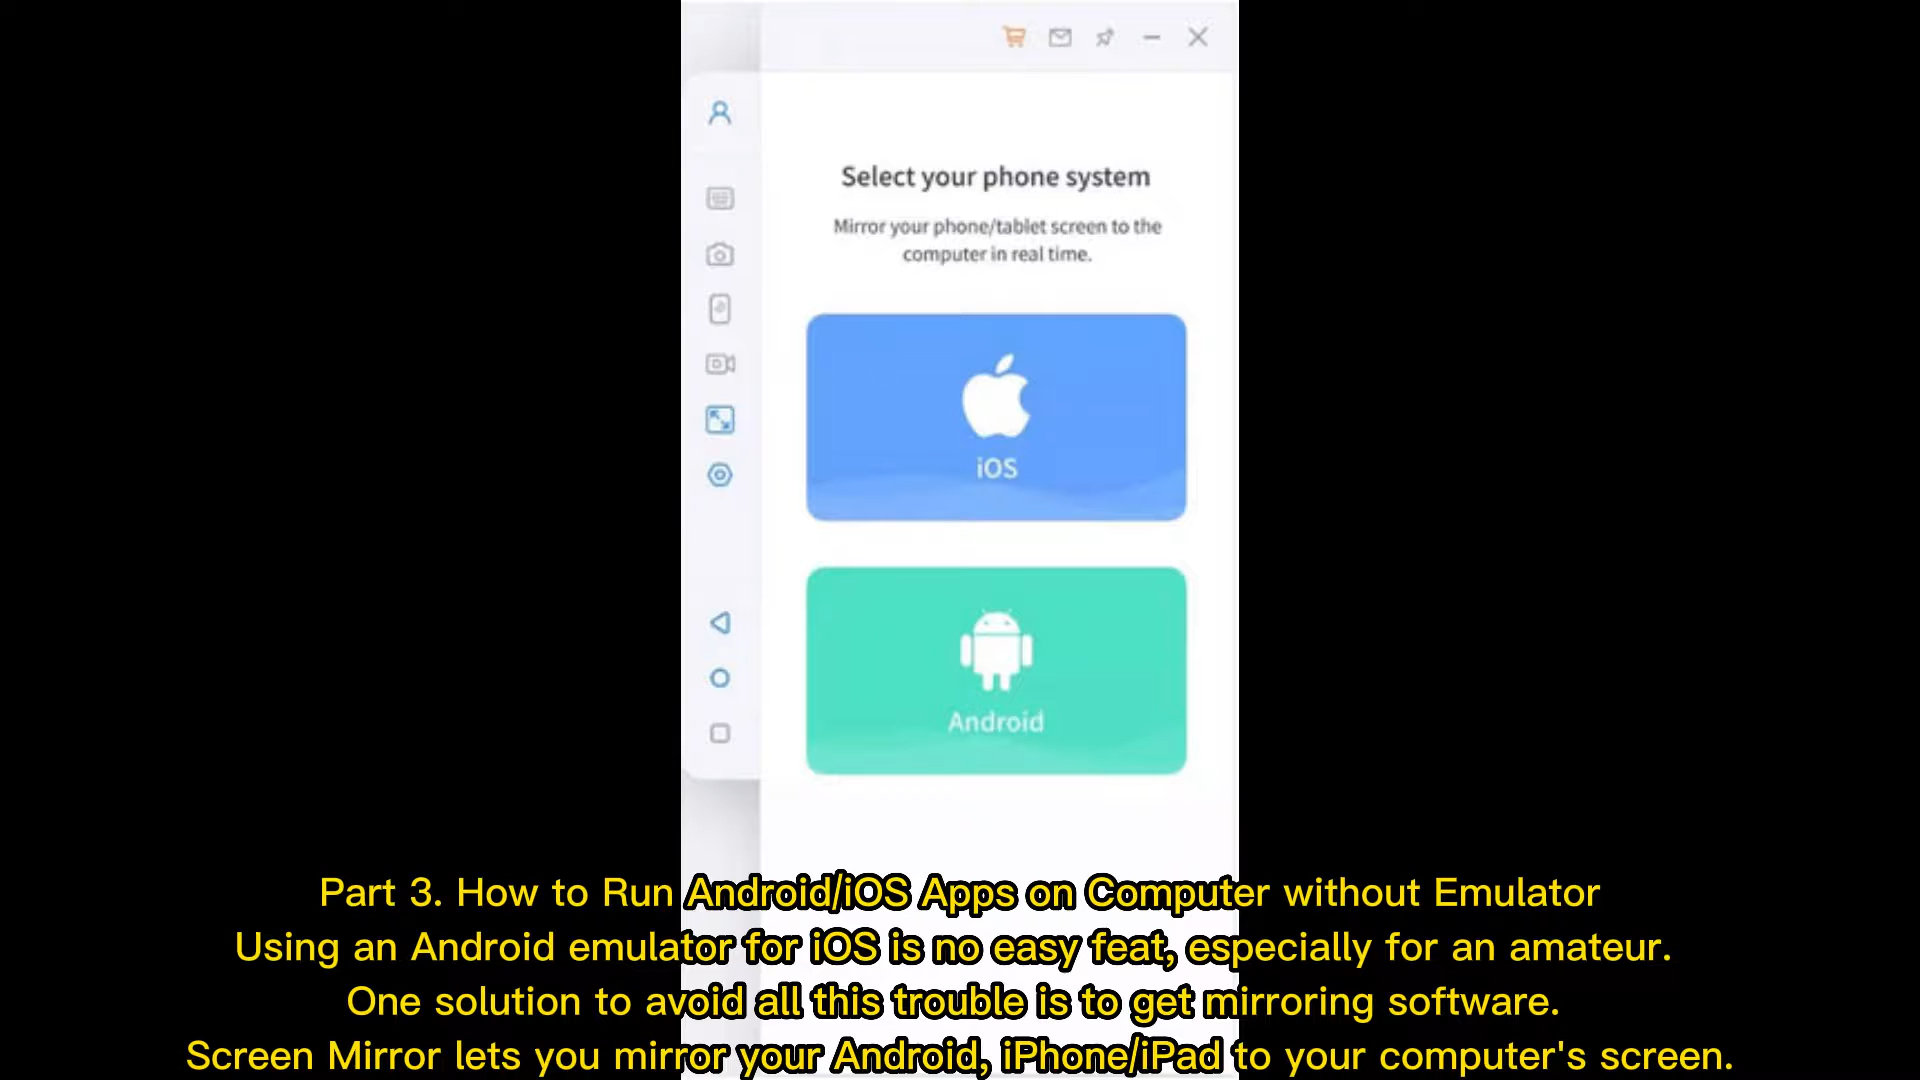 Select your phone system
Mirror your phone/tablet screen to the
computer in real time.
iOS
Android
Part 3. How to Run Android/iOS Apps on Computer without Emulator
Using an Android emulator for iOS is no easy feat, especially for an amateur.
One solution to avoid all this trouble is to get mirroring software.
Screen Mirror lets you mirror your Android, iPhone/iPad to your computer's screen.